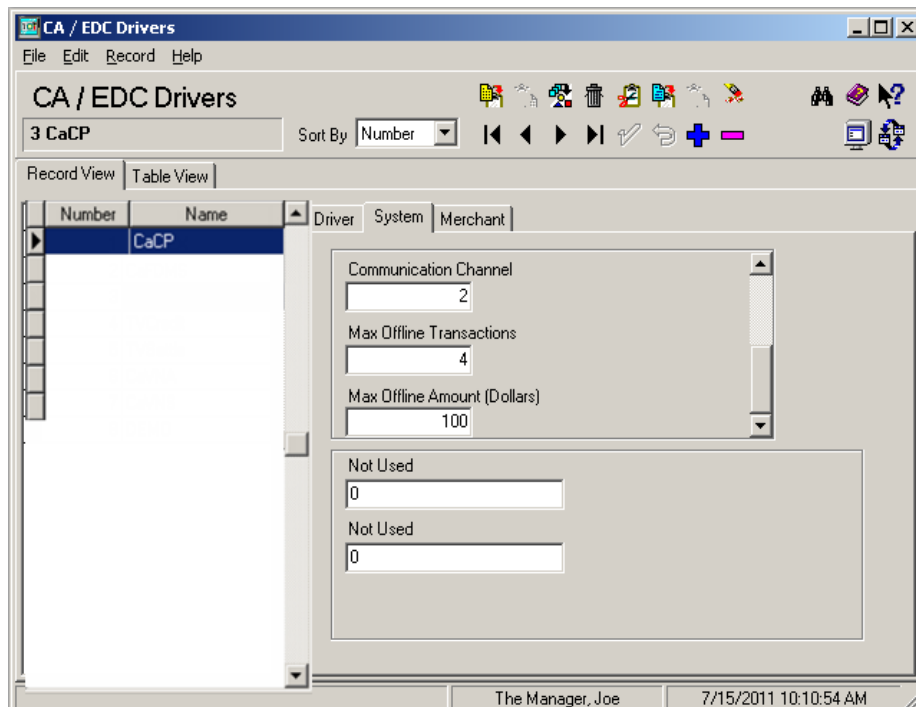 CA / EDC Drivers
File Edit Record Help
CA / EDC Drivers
3 CaCP
Sort By Number
Record View Table View
Number Name
CaCP
Driver System Merchant
Communication Channel
2
Max Offline Transactions
4
Max Offline Amount (Dollars)
100
Not Used
0
Not Used
0
The Manager, Joe 7/15/2011 10:10:54 AM